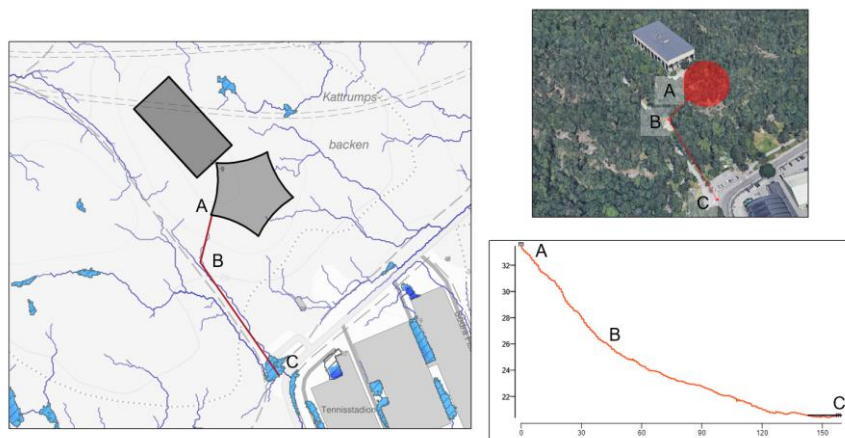 Kattrumps-
backen
A
B
C
Tennisstadion
A
B
C
32
30
28
26
24
22
0
30
60
90
120
150
A
B
C